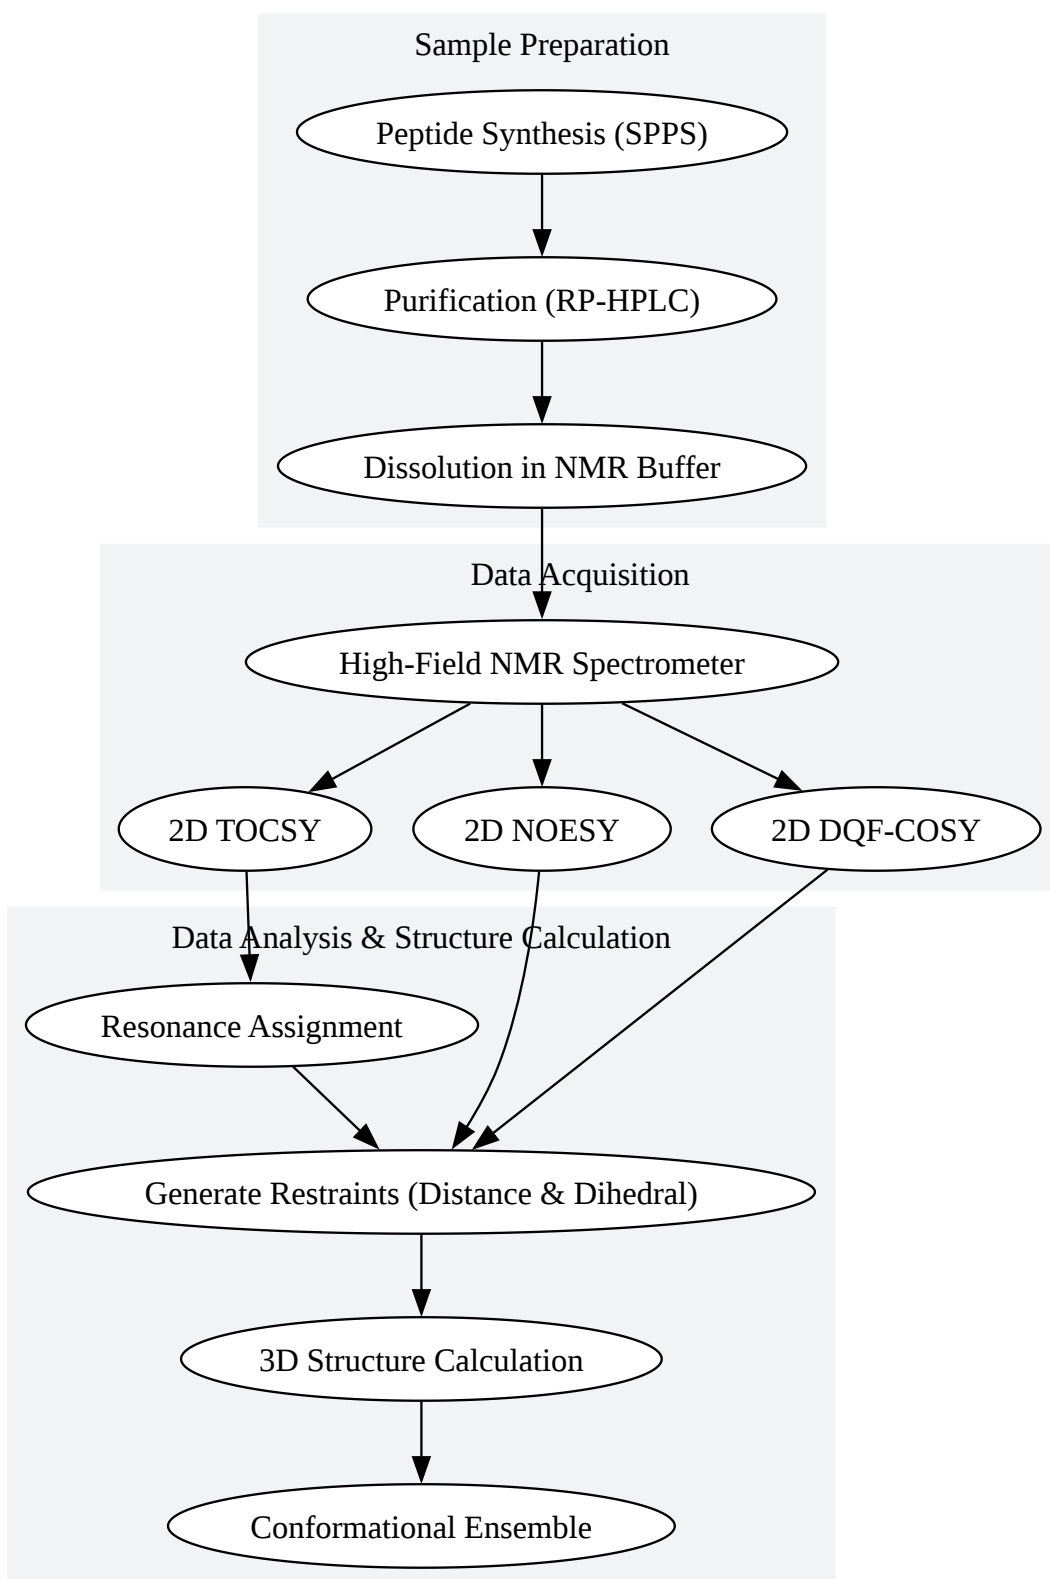 Sample Preparation
Peptide Synthesis (SPPS)
Purification (RP-HPLC)
Dissolution in NMR Buffer
Data Acquisition
High-Field NMR Spectrometer
2D TOCSY
2D NOESY
2D DQF-COSY
Data Analysis & Structure Calculation
Resonance Assignment
Generate Restraints (Distance & Dihedral)
3D Structure Calculation
Conformational Ensemble